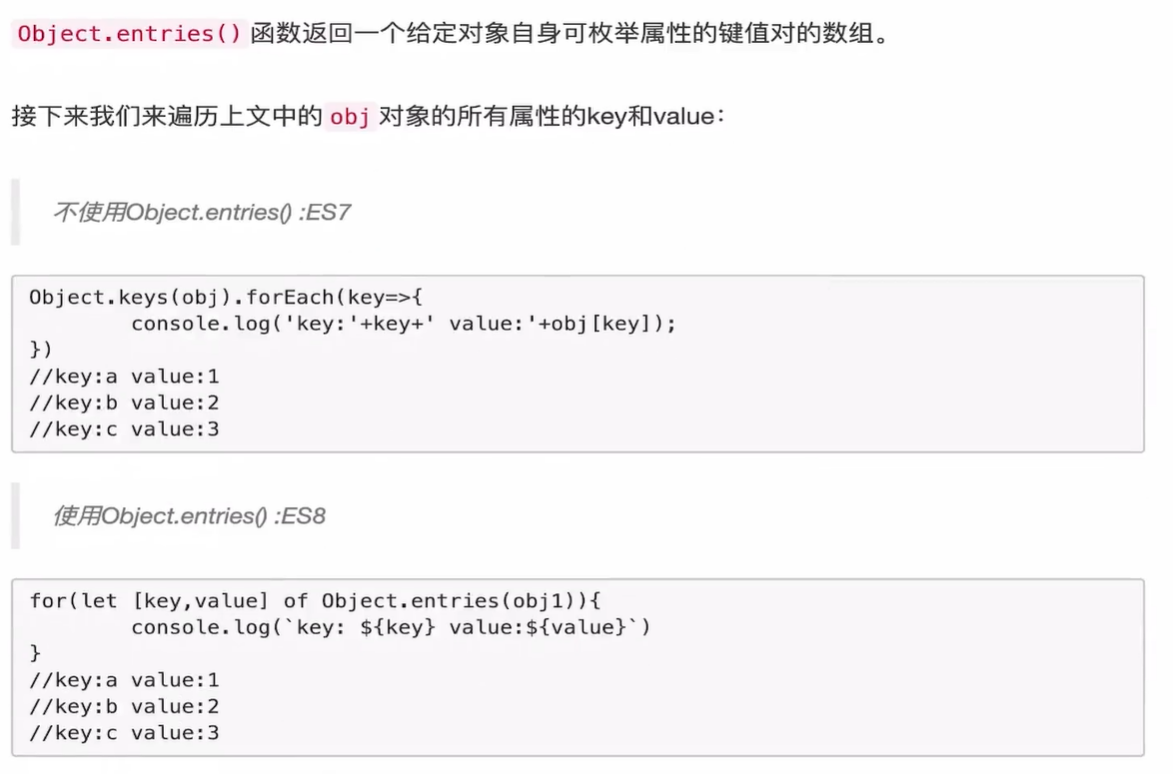 Object.entries()函数返回一个给定对象自身可枚举属性的键值对的数组。
接下来我们来遍历上文中的obj对象的所有属性的key和value：
不使用Object.entries() :ES7
Object.keys(obj).forEach(key=>{
        console.log('key:'+key+' value:'+obj[key]);
})
//key:a value:1
//key:b value:2
//key:c value:3
使用Object.entries() :ES8
for(let [key,value] of Object.entries(obj1)){
        console.log(`key: ${key} value:${value}`)
}
//key:a value:1
//key:b value:2
//key:c value:3